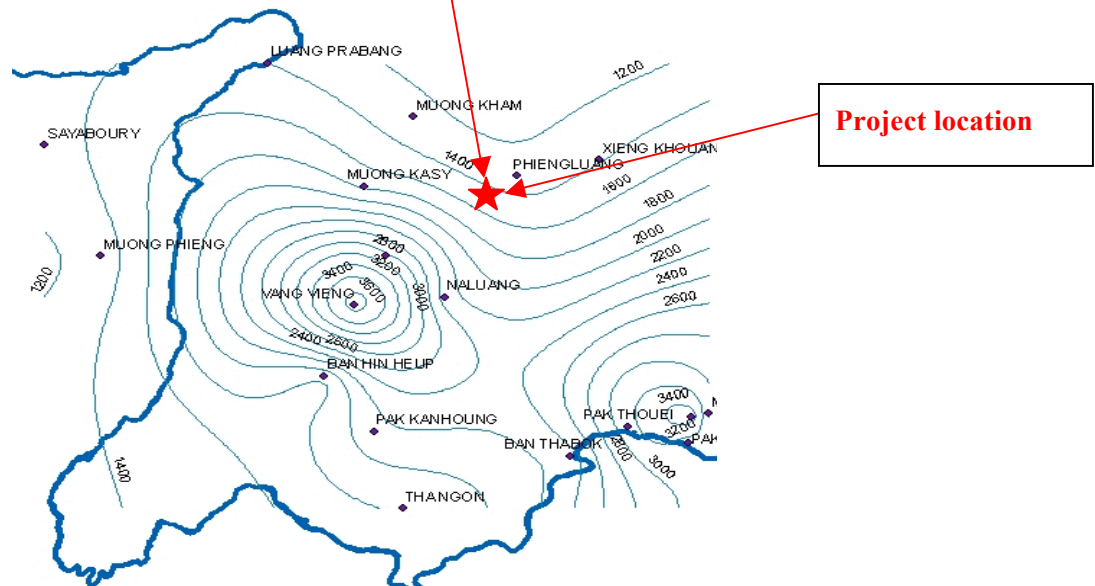 LUANG PRABANG
1200
MUONG KHAM
Project location
SAYABOURY
XIENG KHOUAN
1400
PHIENGLUANG
MUONG KASY
1600
1800
2000
MUONG PHIENG
2200
3200
2400
1200
3400
3600
3000
NALUANG
2600
VANG VIENG
2400
2600
BAN HIN HEUP
3400
PAK THOUEI
M
PAK KANHOUNG
3200
PAK
BAN THABOK
2800
3000
1400
THANGON